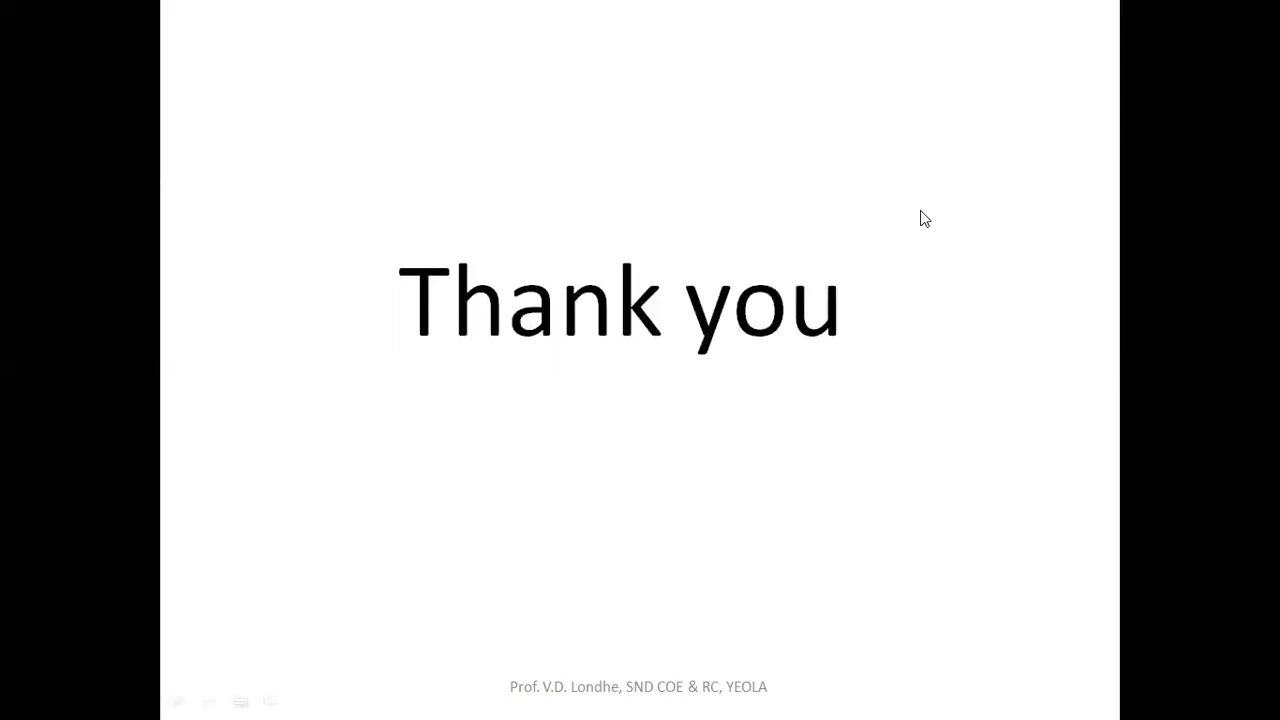 Thank you
Prof. V.D. Londhe, SND COE & RC, YEOLA